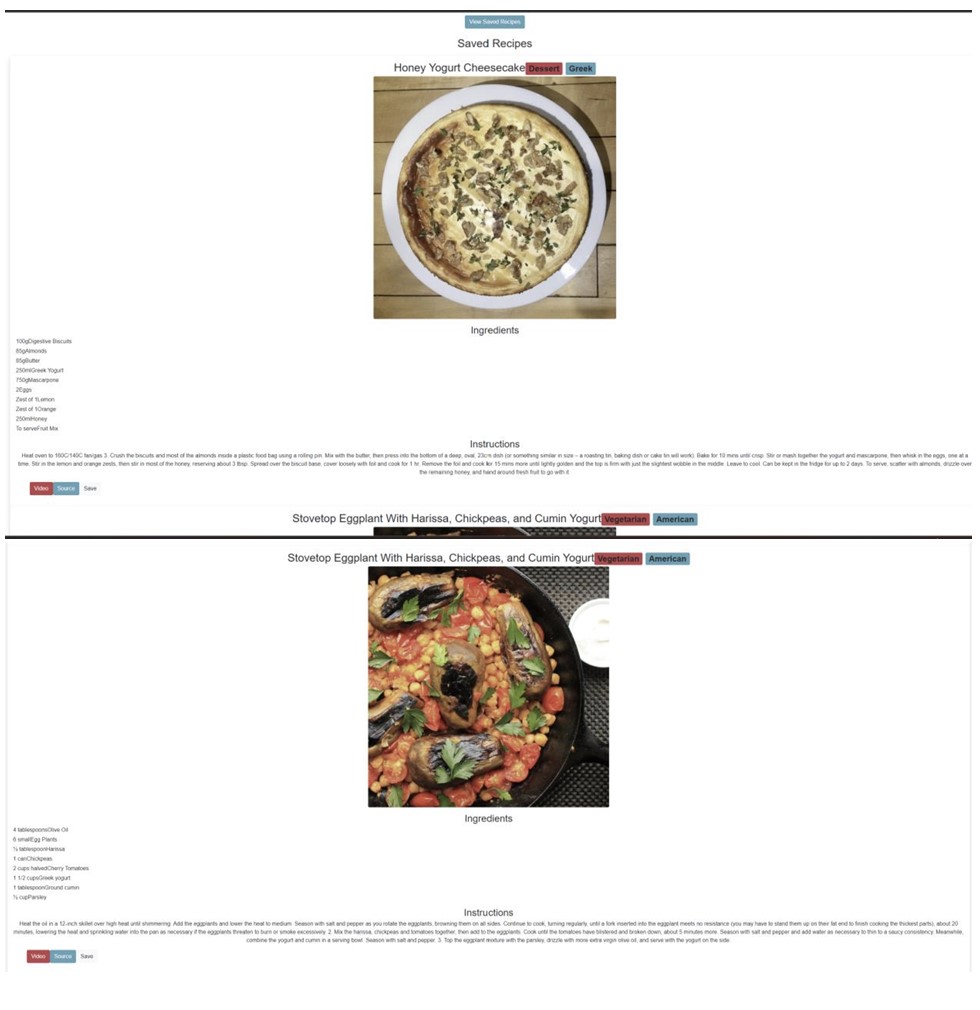 View Saved Recipes
Saved Recipes
Honey Yogurt Cheesecake Dessert Greek
Ingredients
100gDigestive Biscuits
85gAlmonds
85gButter
250mlGreek Yogurt
750gMascarpone
2Eggs
Zest of 1Lemon
Zest of 1Orange
250mlHoney
To serveFruit Mix
Instructions
Heat oven to 160C/140C fan/gas 3. Crush the biscuits and most of the almonds inside a plastic food bag using a rolling pin. Mix with the butter, then press into the bottom of a deep, oval, 23cm dish (or something similar in size – a roasting tin, baking dish or cake tin will work). Bake for 10 mins until crisp. Stir or mash together the yogurt and mascarpone, then whisk in the eggs, one at a
time. Stir in the lemon and orange zests, then stir in most of the honey, reserving about 3 tbsp. Spread over the biscuit base, cover loosely with foil and cook for 1 hr. Remove the foil and cook for 15 mins more until lightly golden and the top is firm with just the slightest wobble in the middle. Leave to cool. Can be kept in the fridge for up to 2 days. To serve, scatter with almonds, drizzle over
the remaining honey, and hand around fresh fruit to go with it.
Video Source Save
Stovetop Eggplant With Harissa, Chickpeas, and Cumin Yogurt Vegetarian American
Stovetop Eggplant With Harissa, Chickpeas, and Cumin Yogurt Vegetarian American
Ingredients
4 tablespoonsOlive Oil
6 smallEgg Plants
½ tablespoonHarissa
1 canChickpeas
2 cups halvedCherry Tomatoes
1 1/2 cupsGreek yogurt
1 tablespoonGround cumin
½ cupParsley
Instructions
Heat the oil in a 12-inch skillet over high heat until shimmering. Add the eggplants and lower the heat to medium. Season with salt and pepper as you rotate the eggplants, browning them on all sides. Continue to cook, turning regularly, until a fork inserted into the eggplant meets no resistance (you may have to stand them up on their fat end to finish cooking the thickest parts), about 20
minutes, lowering the heat and sprinkling water into the pan as necessary if the eggplants threaten to burn or smoke excessively. 2. Mix the harissa, chickpeas and tomatoes together, then add to the eggplants. Cook until the tomatoes have blistered and broken down, about 5 minutes more. Season with salt and pepper and add water as necessary to thin to a saucy consistency. Meanwhile,
combine the yogurt and cumin in a serving bowl. Season with salt and pepper. 3. Top the eggplant mixture with the parsley, drizzle with more extra virgin olive oil, and serve with the yogurt on the side.
Video Source Save